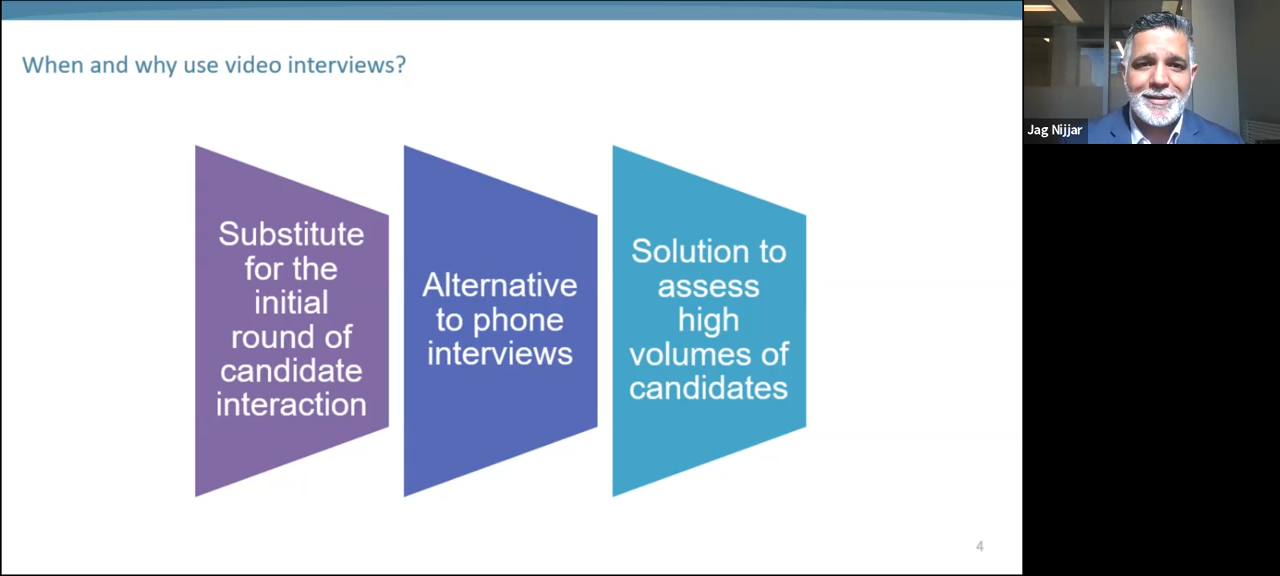 When and why use video interviews?
Substitute
for the
initial
round of
candidate
interaction
Alternative
to phone
interviews
Solution to
assess
high
volumes of
candidates
4
Jag Nijjar